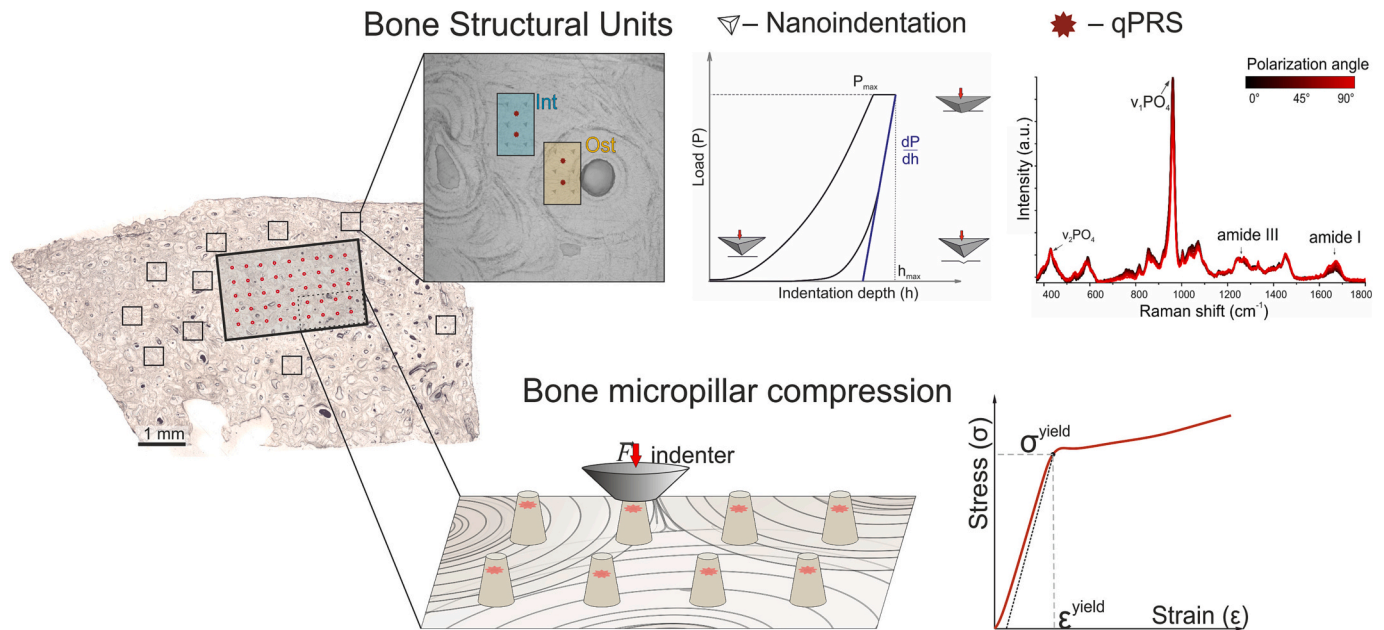 Bone Structural Units
– Nanoindentation
– qPRS
Int
Ost
Pmax
dP
dh
hmax
Load (P)
Indentation depth (h)
Polarization angle
0° 45° 90°
v₁PO₄
v₂PO₄
amide III
amide I
Intensity (a.u.)
400 600 800 1000 1200 1400 1600 1800
Raman shift (cm⁻¹)
1 mm
Bone micropillar compression
F indenter
σ^yield
Stress (σ)
ε^yield
Strain (ε)